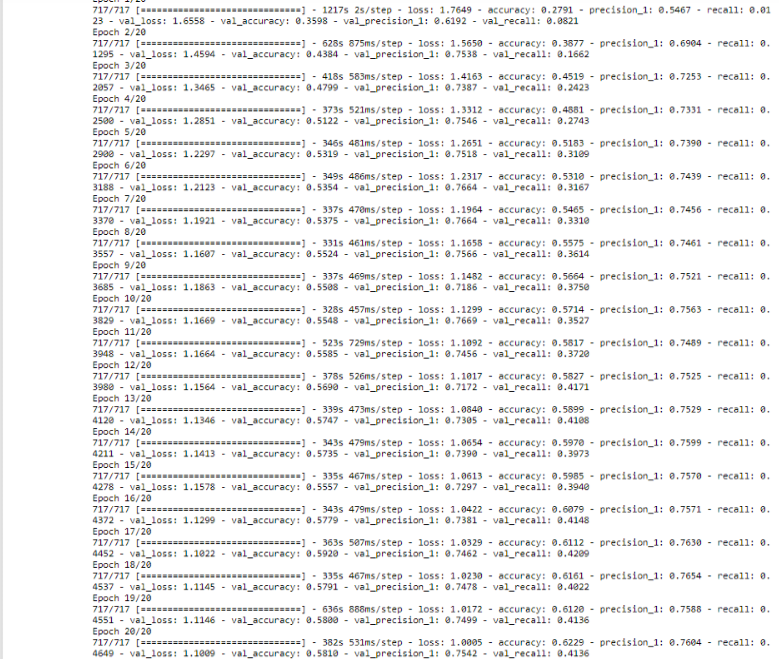 717/717 [==============================] - 1217s 2s/step - loss: 1.7649 - accuracy: 0.2791 - precision_1: 0.5467 - recall: 0.01
23 - val_loss: 1.6558 - val_accuracy: 0.3598 - val_precision_1: 0.6192 - val_recall: 0.0821
Epoch 2/20
717/717 [==============================] - 628s 875ms/step - loss: 1.5650 - accuracy: 0.3877 - precision_1: 0.6904 - recall: 0.
1295 - val_loss: 1.4594 - val_accuracy: 0.4384 - val_precision_1: 0.7538 - val_recall: 0.1662
Epoch 3/20
717/717 [==============================] - 418s 583ms/step - loss: 1.4163 - accuracy: 0.4519 - precision_1: 0.7253 - recall: 0.
2057 - val_loss: 1.3465 - val_accuracy: 0.4799 - val_precision_1: 0.7387 - val_recall: 0.2423
Epoch 4/20
717/717 [==============================] - 373s 521ms/step - loss: 1.3312 - accuracy: 0.4881 - precision_1: 0.7331 - recall: 0.
2500 - val_loss: 1.2851 - val_accuracy: 0.5122 - val_precision_1: 0.7546 - val_recall: 0.2743
Epoch 5/20
717/717 [==============================] - 346s 481ms/step - loss: 1.2651 - accuracy: 0.5183 - precision_1: 0.7390 - recall: 0.
2900 - val_loss: 1.2297 - val_accuracy: 0.5319 - val_precision_1: 0.7518 - val_recall: 0.3109
Epoch 6/20
717/717 [==============================] - 349s 486ms/step - loss: 1.2317 - accuracy: 0.5310 - precision_1: 0.7439 - recall: 0.
3188 - val_loss: 1.2123 - val_accuracy: 0.5354 - val_precision_1: 0.7664 - val_recall: 0.3167
Epoch 7/20
717/717 [==============================] - 337s 470ms/step - loss: 1.1964 - accuracy: 0.5465 - precision_1: 0.7456 - recall: 0.
3370 - val_loss: 1.1921 - val_accuracy: 0.5375 - val_precision_1: 0.7664 - val_recall: 0.3310
Epoch 8/20
717/717 [==============================] - 331s 461ms/step - loss: 1.1658 - accuracy: 0.5575 - precision_1: 0.7461 - recall: 0.
3557 - val_loss: 1.1607 - val_accuracy: 0.5524 - val_precision_1: 0.7566 - val_recall: 0.3614
Epoch 9/20
717/717 [==============================] - 337s 469ms/step - loss: 1.1482 - accuracy: 0.5664 - precision_1: 0.7521 - recall: 0.
3685 - val_loss: 1.1863 - val_accuracy: 0.5508 - val_precision_1: 0.7186 - val_recall: 0.3750
Epoch 10/20
717/717 [==============================] - 328s 457ms/step - loss: 1.1299 - accuracy: 0.5714 - precision_1: 0.7563 - recall: 0.
3829 - val_loss: 1.1669 - val_accuracy: 0.5548 - val_precision_1: 0.7669 - val_recall: 0.3527
Epoch 11/20
717/717 [==============================] - 523s 729ms/step - loss: 1.1092 - accuracy: 0.5817 - precision_1: 0.7489 - recall: 0.
3948 - val_loss: 1.1664 - val_accuracy: 0.5585 - val_precision_1: 0.7456 - val_recall: 0.3720
Epoch 12/20
717/717 [==============================] - 378s 526ms/step - loss: 1.1017 - accuracy: 0.5827 - precision_1: 0.7525 - recall: 0.
3980 - val_loss: 1.1564 - val_accuracy: 0.5690 - val_precision_1: 0.7172 - val_recall: 0.4171
Epoch 13/20
717/717 [==============================] - 339s 473ms/step - loss: 1.0840 - accuracy: 0.5899 - precision_1: 0.7529 - recall: 0.
4120 - val_loss: 1.1346 - val_accuracy: 0.5747 - val_precision_1: 0.7305 - val_recall: 0.4108
Epoch 14/20
717/717 [==============================] - 343s 479ms/step - loss: 1.0654 - accuracy: 0.5970 - precision_1: 0.7599 - recall: 0.
4211 - val_loss: 1.1413 - val_accuracy: 0.5735 - val_precision_1: 0.7390 - val_recall: 0.3973
Epoch 15/20
717/717 [==============================] - 335s 467ms/step - loss: 1.0613 - accuracy: 0.5985 - precision_1: 0.7570 - recall: 0.
4278 - val_loss: 1.1578 - val_accuracy: 0.5557 - val_precision_1: 0.7297 - val_recall: 0.3940
Epoch 16/20
717/717 [==============================] - 343s 479ms/step - loss: 1.0422 - accuracy: 0.6079 - precision_1: 0.7571 - recall: 0.
4372 - val_loss: 1.1299 - val_accuracy: 0.5779 - val_precision_1: 0.7381 - val_recall: 0.4148
Epoch 17/20
717/717 [==============================] - 363s 507ms/step - loss: 1.0329 - accuracy: 0.6112 - precision_1: 0.7630 - recall: 0.
4452 - val_loss: 1.1022 - val_accuracy: 0.5920 - val_precision_1: 0.7462 - val_recall: 0.4209
Epoch 18/20
717/717 [==============================] - 335s 467ms/step - loss: 1.0230 - accuracy: 0.6161 - precision_1: 0.7654 - recall: 0.
4537 - val_loss: 1.1145 - val_accuracy: 0.5791 - val_precision_1: 0.7478 - val_recall: 0.4022
Epoch 19/20
717/717 [==============================] - 636s 888ms/step - loss: 1.0172 - accuracy: 0.6120 - precision_1: 0.7588 - recall: 0.
4551 - val_loss: 1.1146 - val_accuracy: 0.5800 - val_precision_1: 0.7499 - val_recall: 0.4136
Epoch 20/20
717/717 [==============================] - 382s 531ms/step - loss: 1.0005 - accuracy: 0.6229 - precision_1: 0.7604 - recall: 0.
4649 - val_loss: 1.1009 - val_accuracy: 0.5810 - val_precision_1: 0.7542 - val_recall: 0.4136